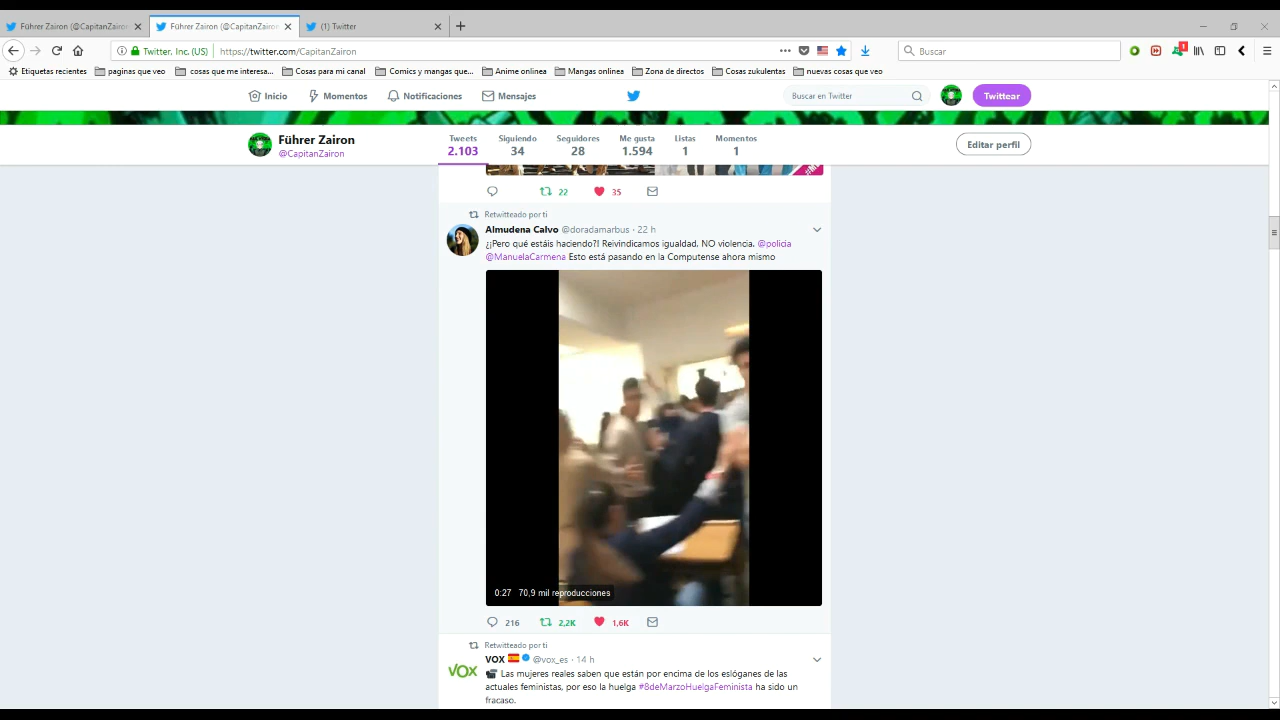 Führer Zairon (@CapitanZairon
Führer Zairon (@CapitanZairon
(1) Twitter
Twitter, Inc. (US)
https://twitter.com/CapitanZairon
Buscar
1
Etiquetas recientes
paginas que veo
cosas que me interesa...
Cosas para mi canal
Comics y mangas que...
Anime onlinea
Mangas onlinea
Zona de directos
Cosas zukulentas
nuevas cosas que veo
Inicio
Momentos
Notificaciones
Mensajes
Buscar en Twitter
Twittear
Führer Zairon
@CapitanZairon
Tweets
2.103
Siguiendo
34
Seguidores
28
Me gusta
1.594
Listas
1
Momentos
1
Editar perfil
22
35
Retwitteado por ti
Almudena Calvo @doradamarbus · 22 h
¿¡Pero qué estáis haciendo?! Reivindicamos igualdad, NO violencia. @policia
@ManuelaCarmena Esto está pasando en la Computense ahora mismo
0:27 70,9 mil reproducciones
216
2,2K
1,6K
Retwitteado por ti
VOX
VOX @vox_es · 14 h
Las mujeres reales saben que están por encima de los eslóganes de las
actuales feministas, por eso la huelga #8deMarzoHuelgaFeminista ha sido un
fracaso.